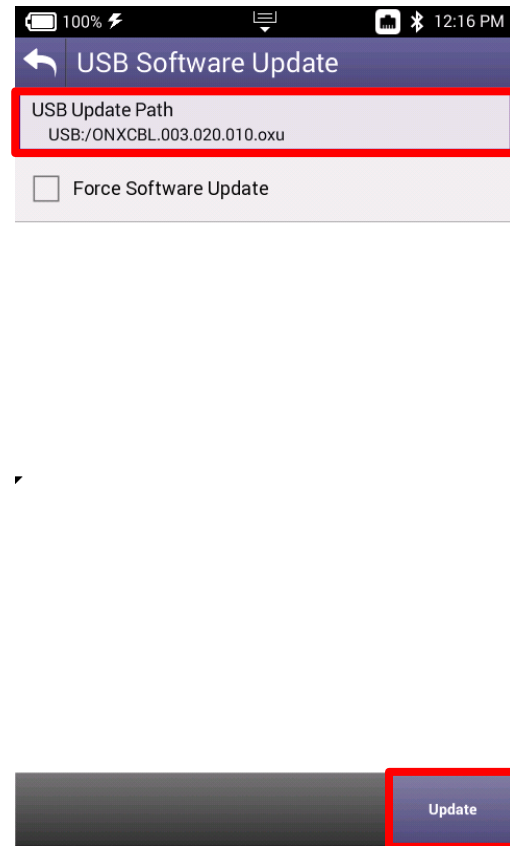 100% 12:16 PM
USB Software Update
USB Update Path
USB:/ONXCBL.003.020.010.oxu
Force Software Update
Update